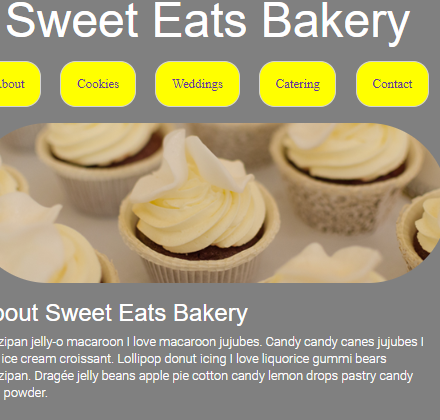 Sweet Eats Bakery
bout Cookies Weddings Catering Contact
bout Sweet Eats Bakery
zipan jelly-o macaroon I love macaroon jujubes. Candy candy canes jujubes I
ice cream croissant. Lollipop donut icing I love liquorice gummi bears
zipan. Dragée jelly beans apple pie cotton candy lemon drops pastry candy
powder.